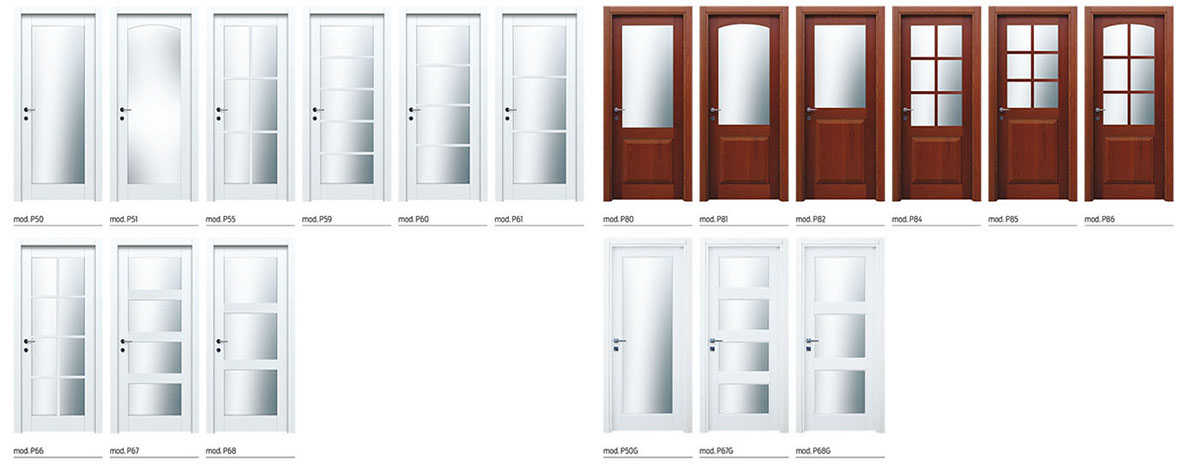 mod. P50
mod. P51
mod. P55
mod. P59
mod. P60
mod. P61
mod. P80
mod. P81
mod. P82
mod. P84
mod. P85
mod. P86
mod. P66
mod. P67
mod. P68
mod. P50G
mod. P67G
mod. P68G